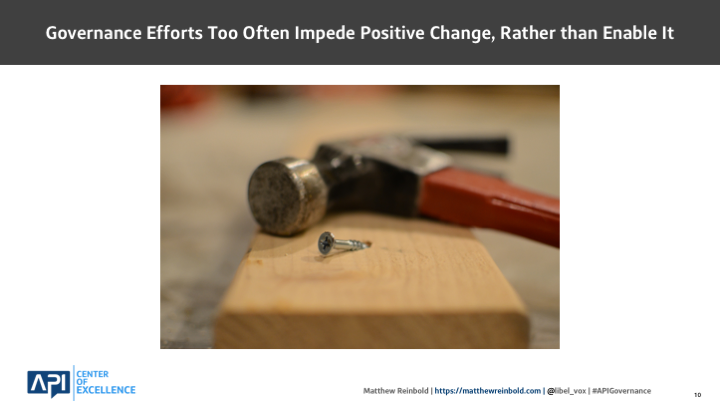 Governance Efforts Too Often Impede Positive Change, Rather than Enable It
API CENTER
OF
EXCELLENCE
Matthew Reinbold | https://matthewreinbold.com | @libel_vox | #APIGovernance
10